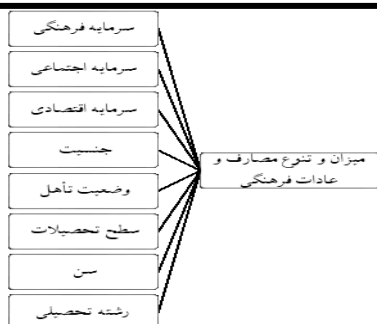 سرمایه فرهنگی
سرمایه اجتماعی
سرمایه اقتصادی
جنسیت
وضعیت تأهل
سطح تحصیلات
سن
رشته تحصیلی
میزان و تنوع مصارف و
عادات فرهنگی